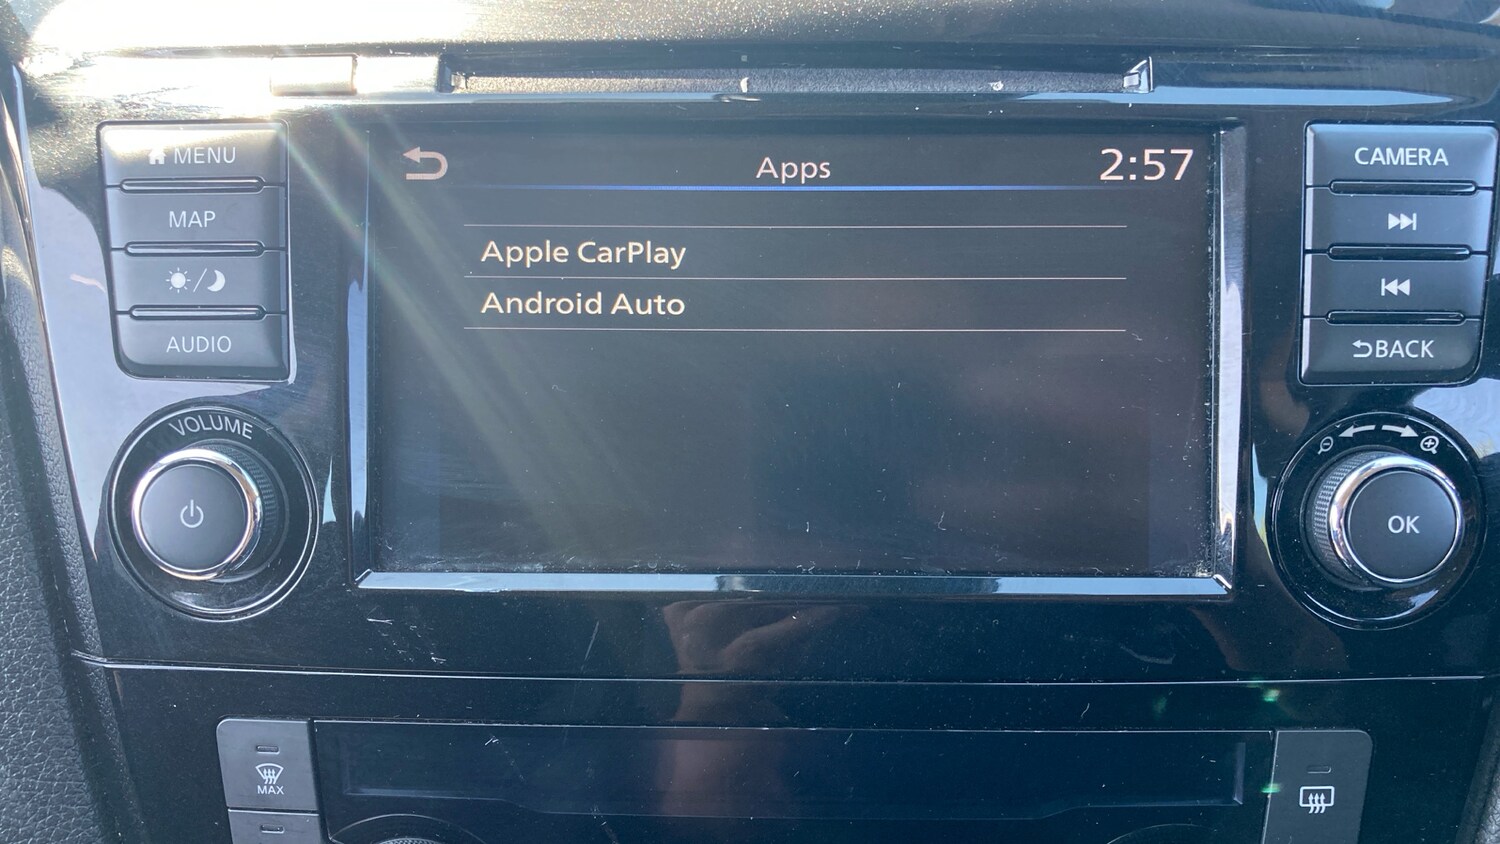 MENU
MAP
AUDIO
VOLUME
Apps
2:57
Apple CarPlay
Android Auto
CAMERA
BACK
OK
MAX